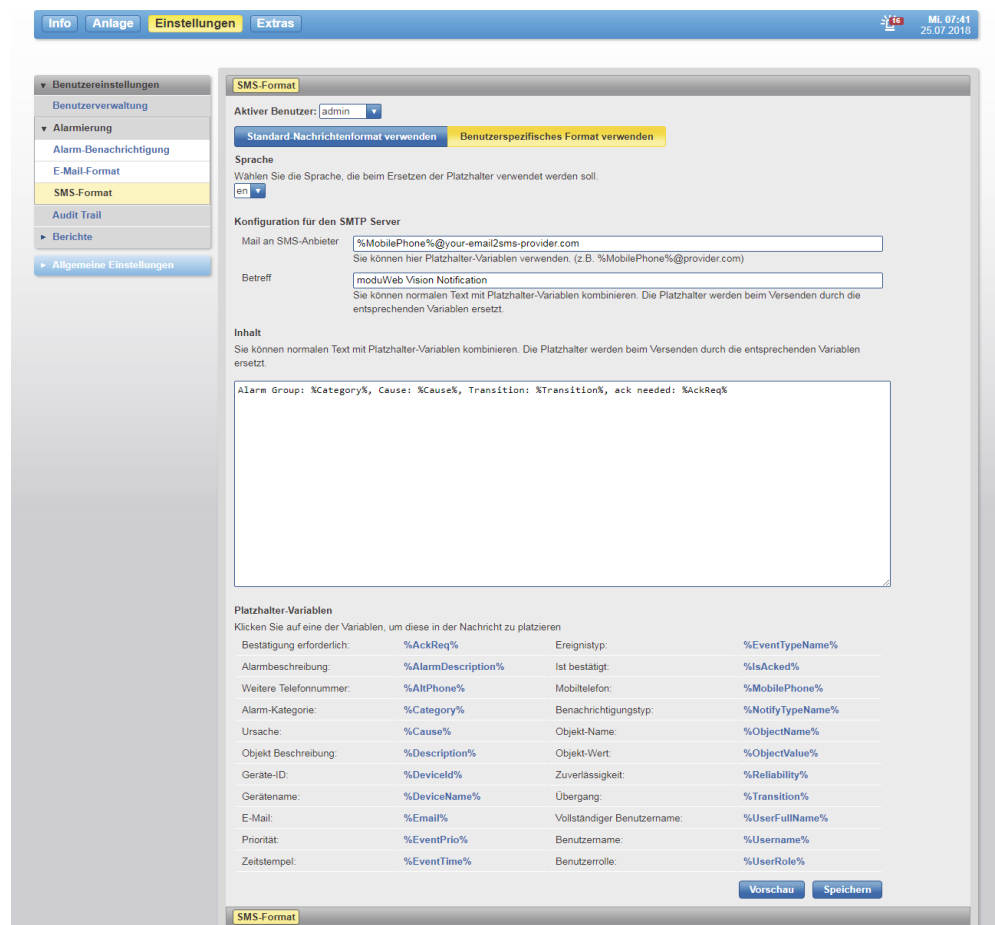 Info Anlage Einstellungen Extras 16 Mi. 07:41
25.07.2018
▼ Benutzereinstellungen
Benutzerverwaltung
▼ Alarmierung
Alarm-Benachrichtigung
E-Mail-Format
SMS-Format
Audit Trail
► Berichte
► Allgemeine Einstellungen
SMS-Format
Aktiver Benutzer: admin
Standard-Nachrichtenformat verwenden Benutzerspezifisches Format verwenden
Sprache
Wählen Sie die Sprache, die beim Ersetzen der Platzhalter verwendet werden soll.
en
Konfiguration für den SMTP Server
Mail an SMS-Anbieter %MobilePhone%@your-email2sms-provider.com
Sie können hier Platzhalter-Variablen verwenden. (z.B. %MobilePhone%@provider.com)
Betreff moduWeb Vision Notification
Sie können normalen Text mit Platzhalter-Variablen kombinieren. Die Platzhalter werden beim Versenden durch die
entsprechenden Variablen ersetzt.
Inhalt
Sie können normalen Text mit Platzhalter-Variablen kombinieren. Die Platzhalter werden beim Versenden durch die entsprechenden Variablen
ersetzt.
Alarm Group: %Category%, Cause: %Cause%, Transition: %Transition%, ack needed: %AckReq%
Platzhalter-Variablen
Klicken Sie auf eine der Variablen, um diese in der Nachricht zu platzieren
Bestätigung erforderlich: %AckReq% Ereignistyp: %EventTypeName%
Alarmbeschreibung: %AlarmDescription% Ist bestätigt: %IsAcked%
Weitere Telefonnummer: %AltPhone% Mobiltelefon: %MobilePhone%
Alarm-Kategorie: %Category% Benachrichtigungstyp: %NotifyTypeName%
Ursache: %Cause% Objekt-Name: %ObjectName%
Objekt Beschreibung: %Description% Objekt-Wert: %ObjectValue%
Geräte-ID: %DeviceId% Zuverlässigkeit: %Reliability%
Gerätename: %DeviceName% Übergang: %Transition%
E-Mail: %Email% Vollständiger Benutzername: %UserFullName%
Priorität: %EventPrio% Benutzername: %Username%
Zeitstempel: %EventTime% Benutzerrolle: %UserRole%
Vorschau Speichern
SMS-Format